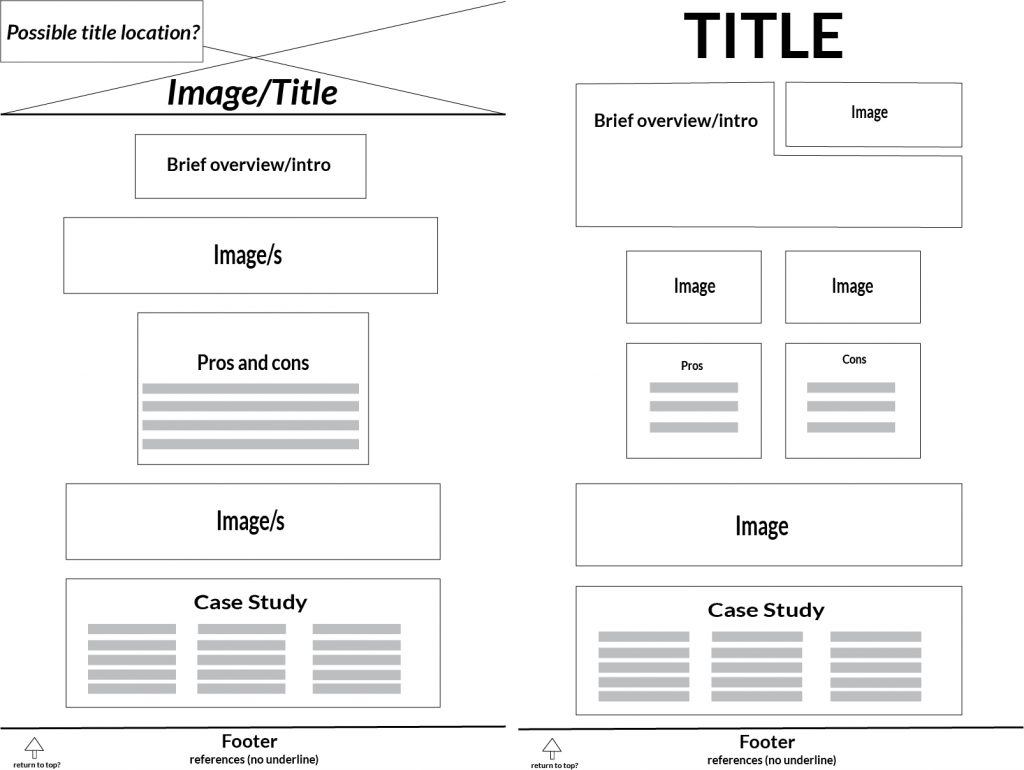 Possible title location?
Image/Title
Brief overview/intro
Image/s
Pros and cons
Image/s
Case Study
Footer
references (no underline)
return to top?
TITLE
Brief overview/intro
Image
Image
Image
Pros
Cons
Image
Case Study
Footer
references (no underline)
return to top?